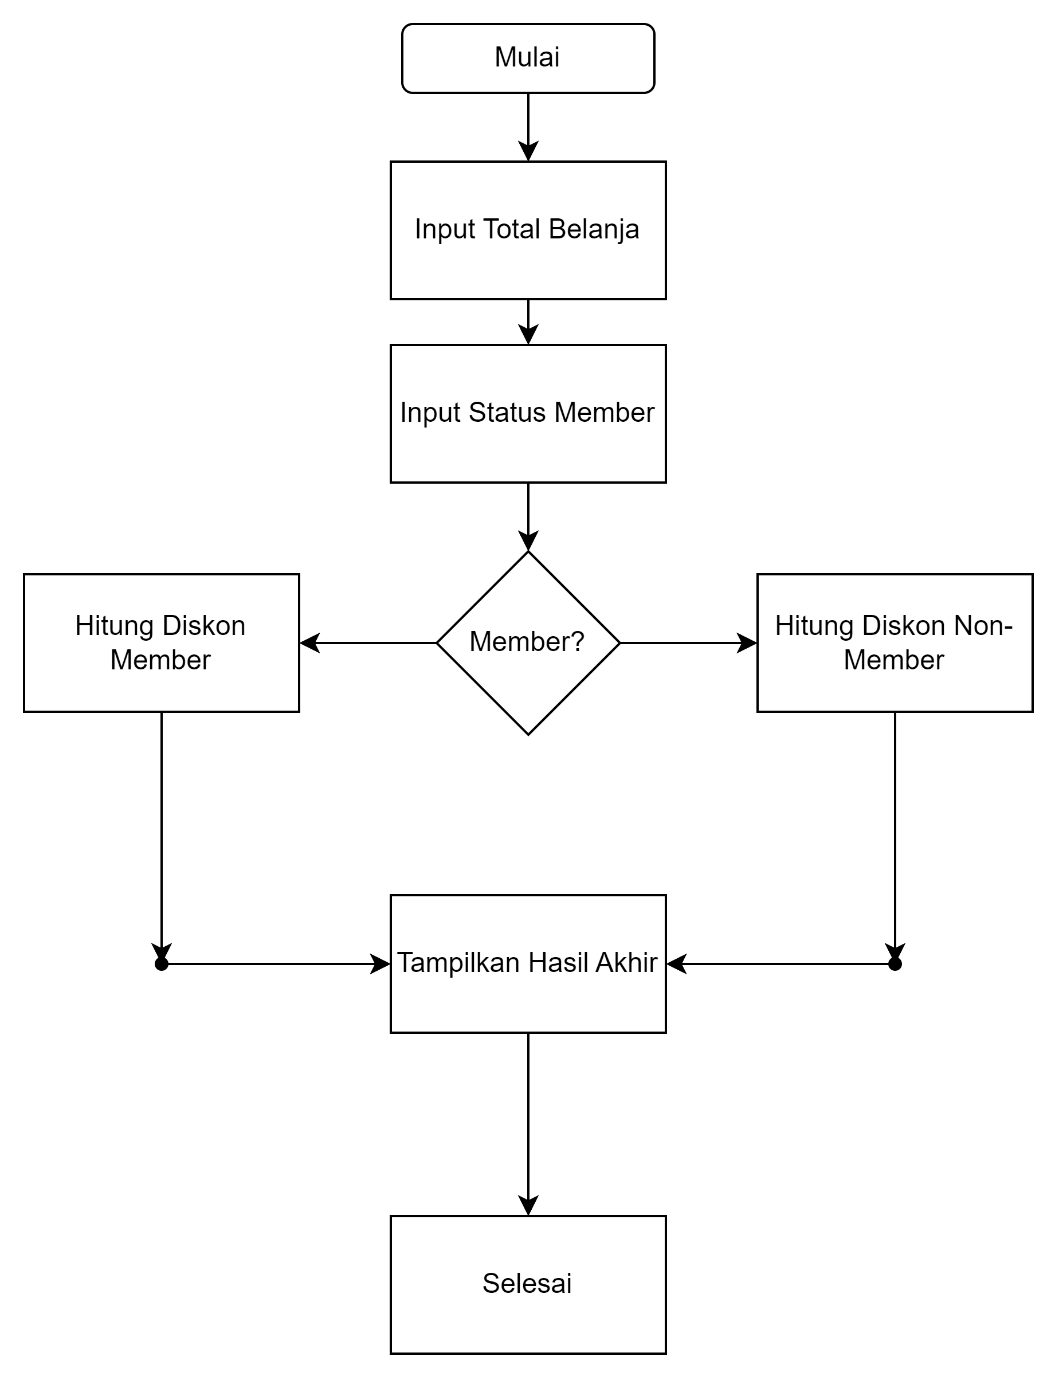 Mulai
Input Total Belanja
Input Status Member
Member?
Hitung Diskon
Member
Hitung Diskon Non-
Member
Tampilkan Hasil Akhir
Selesai